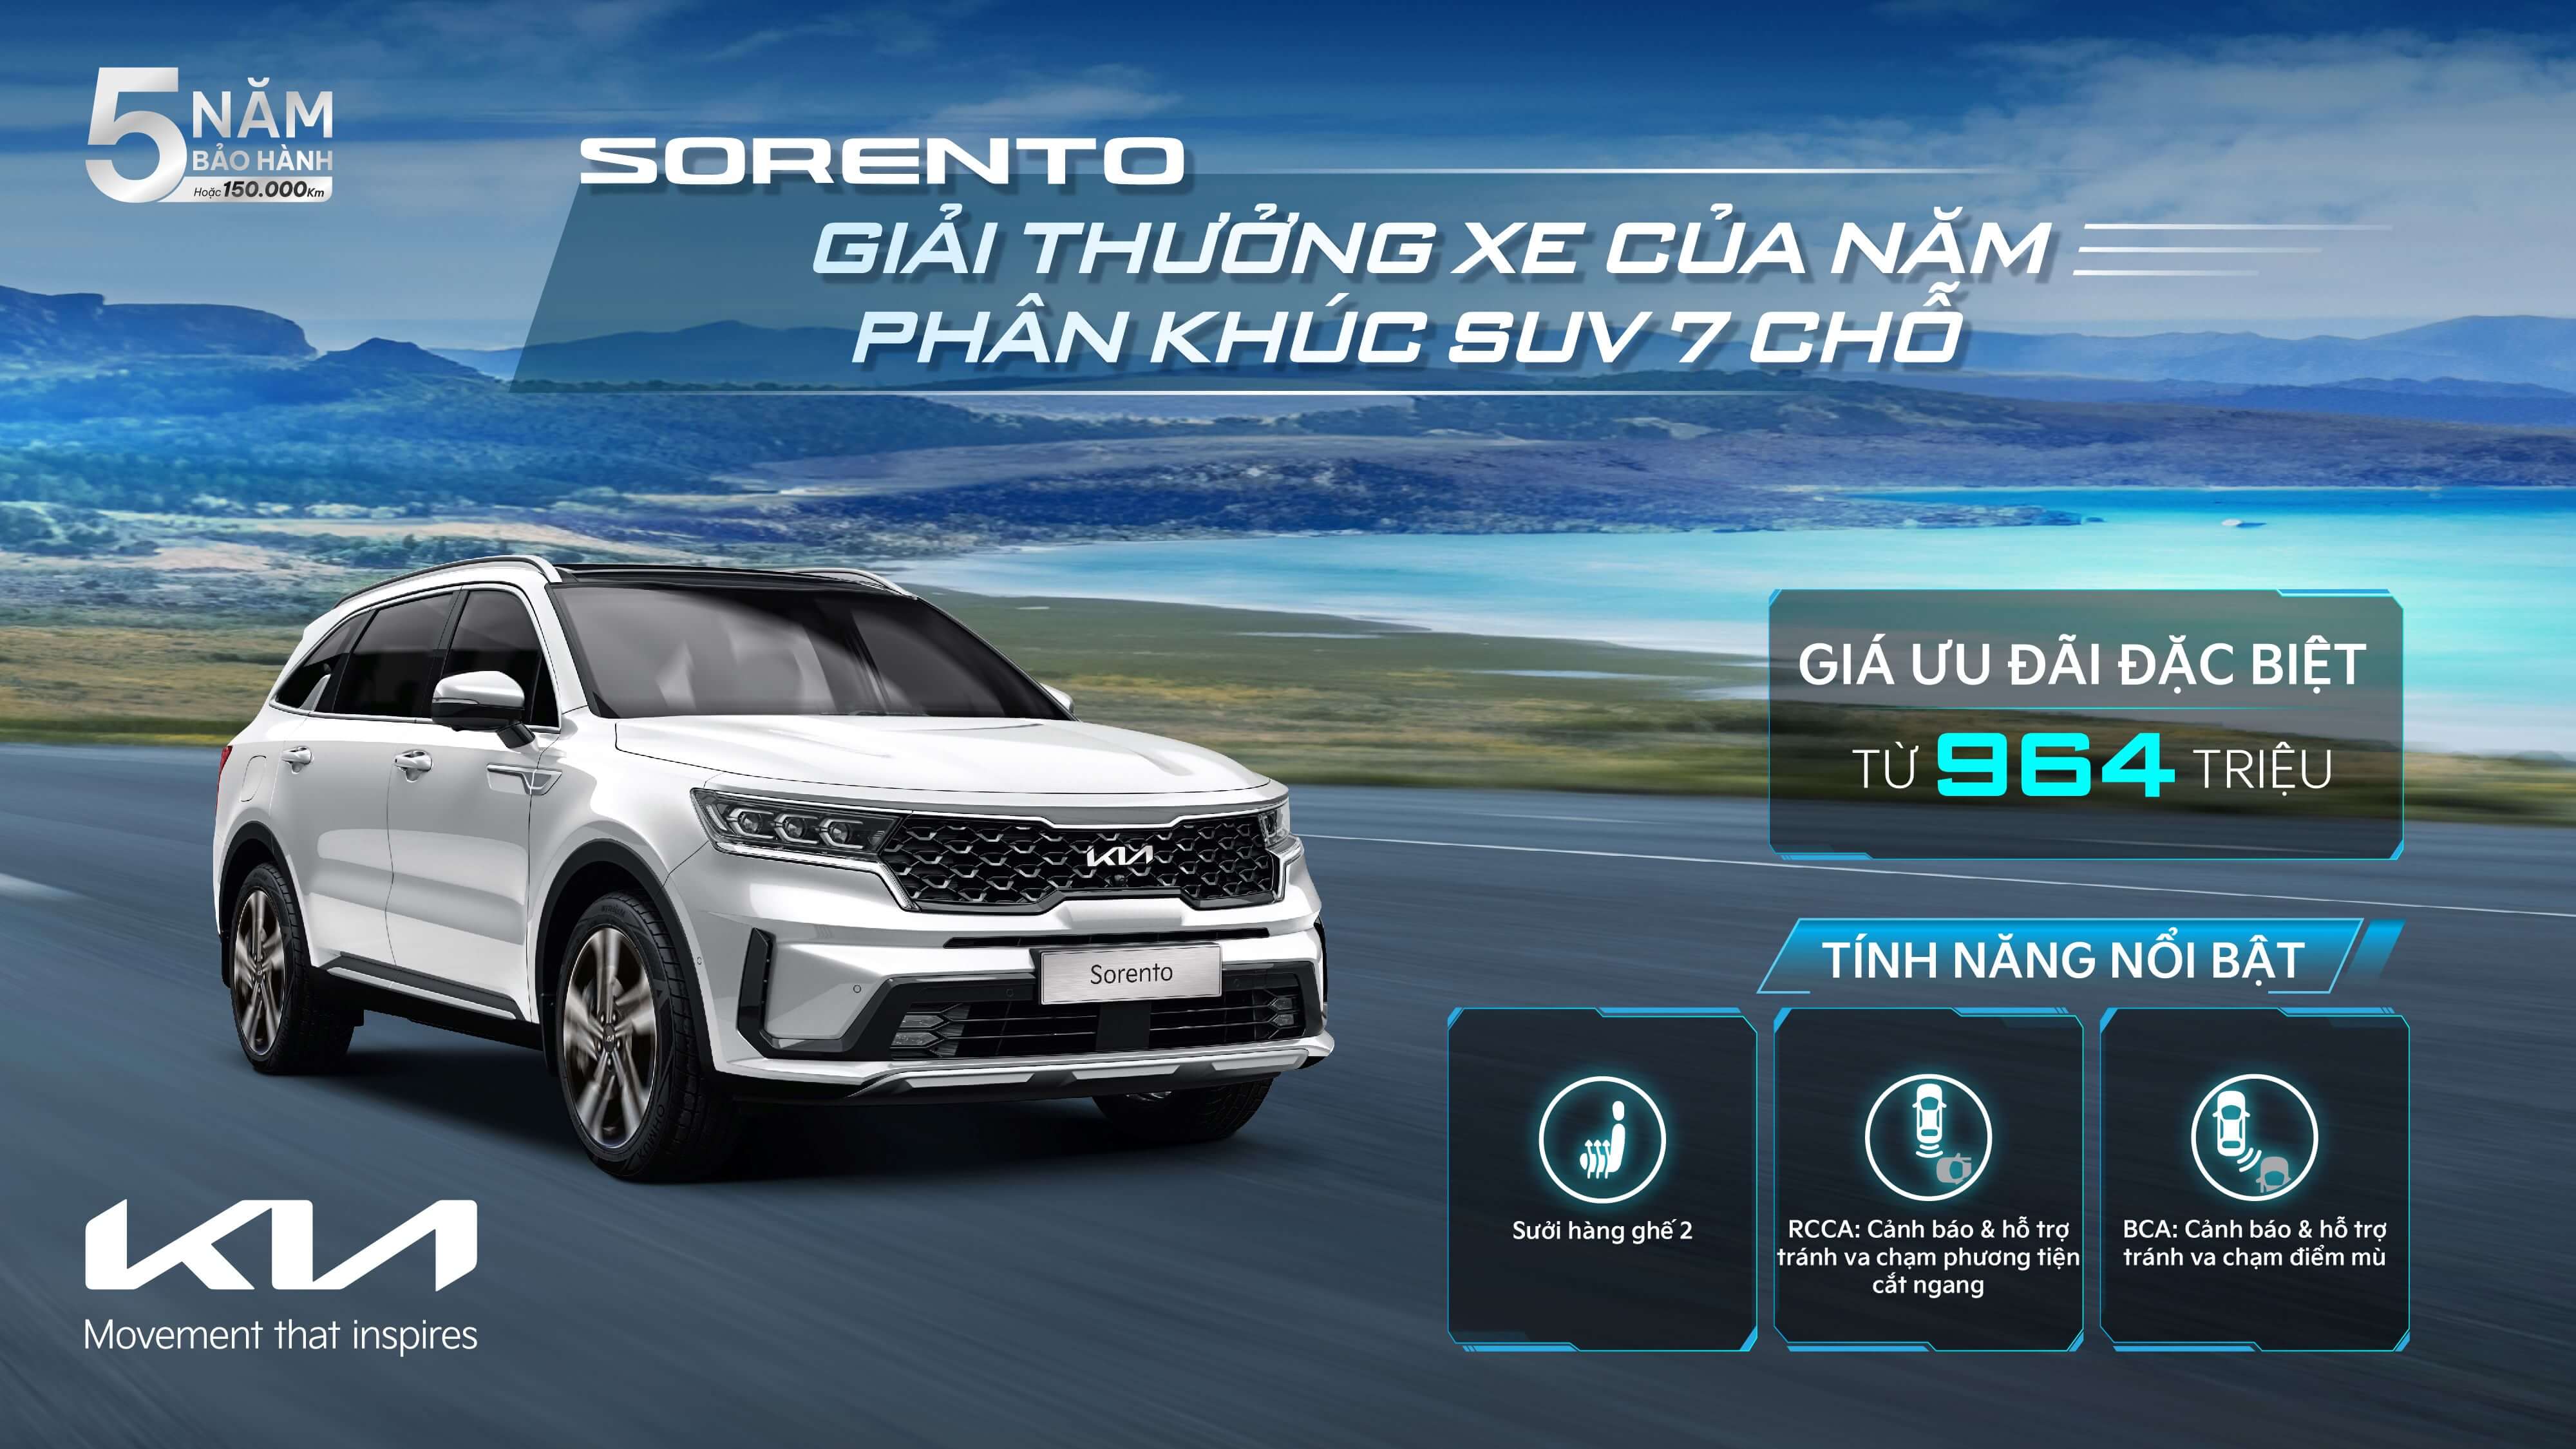 5 NĂM
BẢO HÀNH
Hoặc 150.000Km
SORENTO
GIẢI THƯỞNG XE CỦA NĂM
PHÂN KHÚC SUV 7 CHỖ
GIÁ ƯU ĐÃI ĐẶC BIỆT
TỪ 964 TRIỆU
KIA
Sorento
TÍNH NĂNG NỔI BẬT
Sưởi hàng ghế 2
RCCA: Cảnh báo & hỗ trợ
tránh va chạm phương tiện
cắt ngang
BCA: Cảnh báo & hỗ trợ
tránh va chạm điểm mù
KIA
Movement that inspires